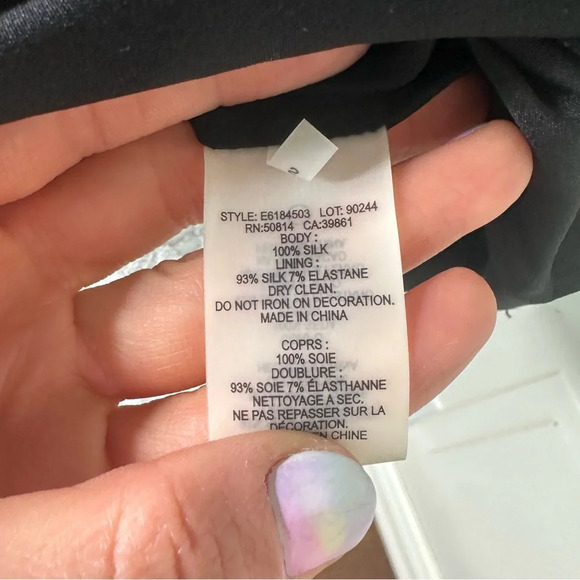 STYLE: E6184503 LOT: 90244
RN:50814 CA:39861
BODY :
100% SILK
LINING :
93% SILK 7% ELASTANE
DRY CLEAN.
DO NOT IRON ON DECORATION.
MADE IN CHINA
COPRS :
100% SOIE
DOUBLURE :
93% SOIE 7% ÉLASTHANNE
NETTOYAGE A SEC.
NE PAS REPASSER SUR LA
DÉCORATION.
EN CHINE